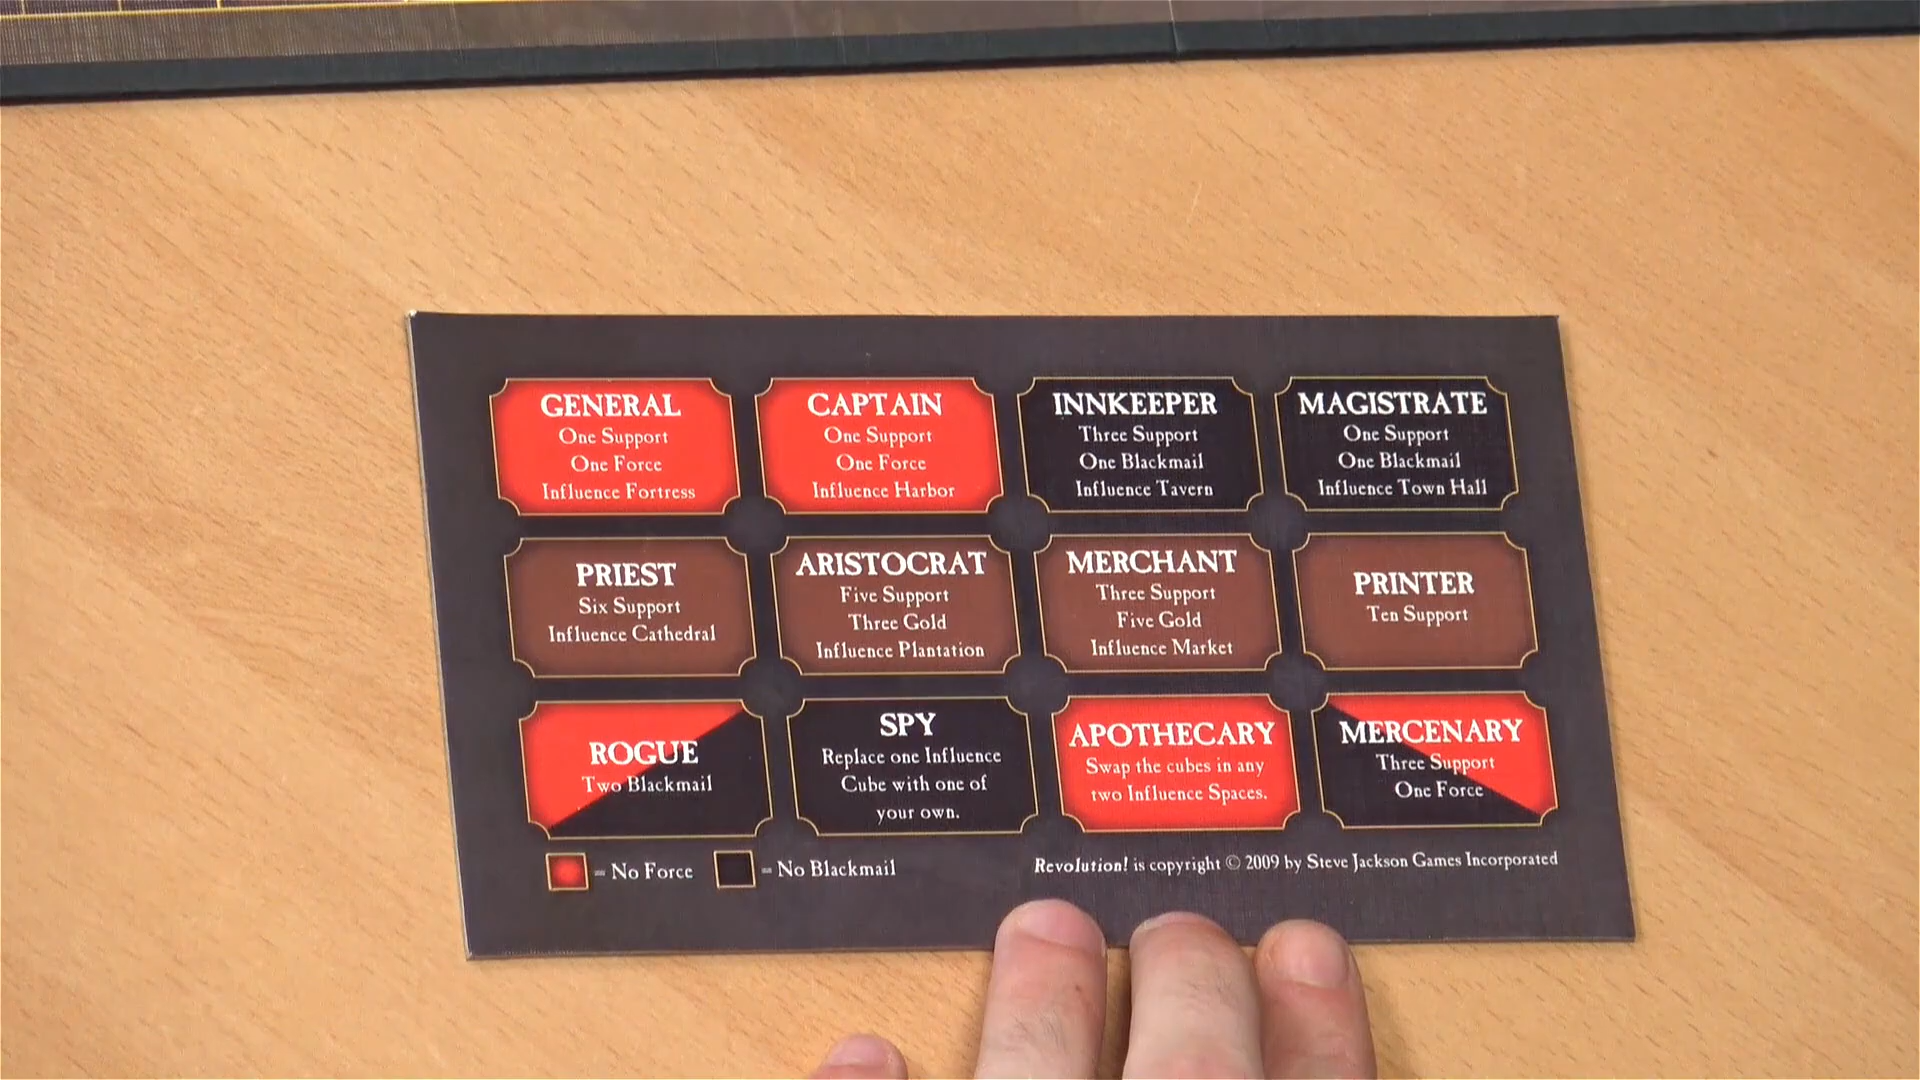 GENERAL
One Support
One Force
Influence Fortress
CAPTAIN
One Support
One Force
Influence Harbor
INNKEEPER
Three Support
One Blackmail
Influence Tavern
MAGISTRATE
One Support
One Blackmail
Influence Town Hall
PRIEST
Six Support
Influence Cathedral
ARISTOCRAT
Five Support
Three Gold
Influence Plantation
MERCHANT
Three Support
Five Gold
Influence Market
PRINTER
Ten Support
ROGUE
Two Blackmail
SPY
Replace one Influence
Cube with one of
your own.
APOTHECARY
Swap the cubes in any
two Influence Spaces.
MERCENARY
Three Support
One Force
= No Force
= No Blackmail
Revolution! is copyright © 2009 by Steve Jackson Games Incorporated